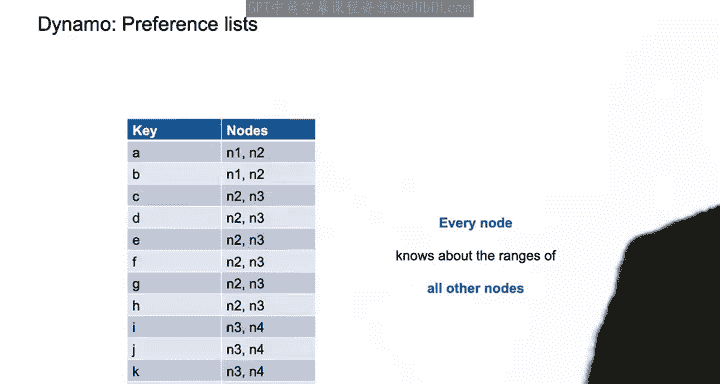 Dynamo: Preference lists
Key Nodes
a n1, n2
b n1, n2
c n2, n3
d n2, n3
e n2, n3
f n2, n3
g n2, n3
h n2, n3
i n3, n4
j n3, n4
k n3, n4
Every node
knows about the ranges of
all other nodes